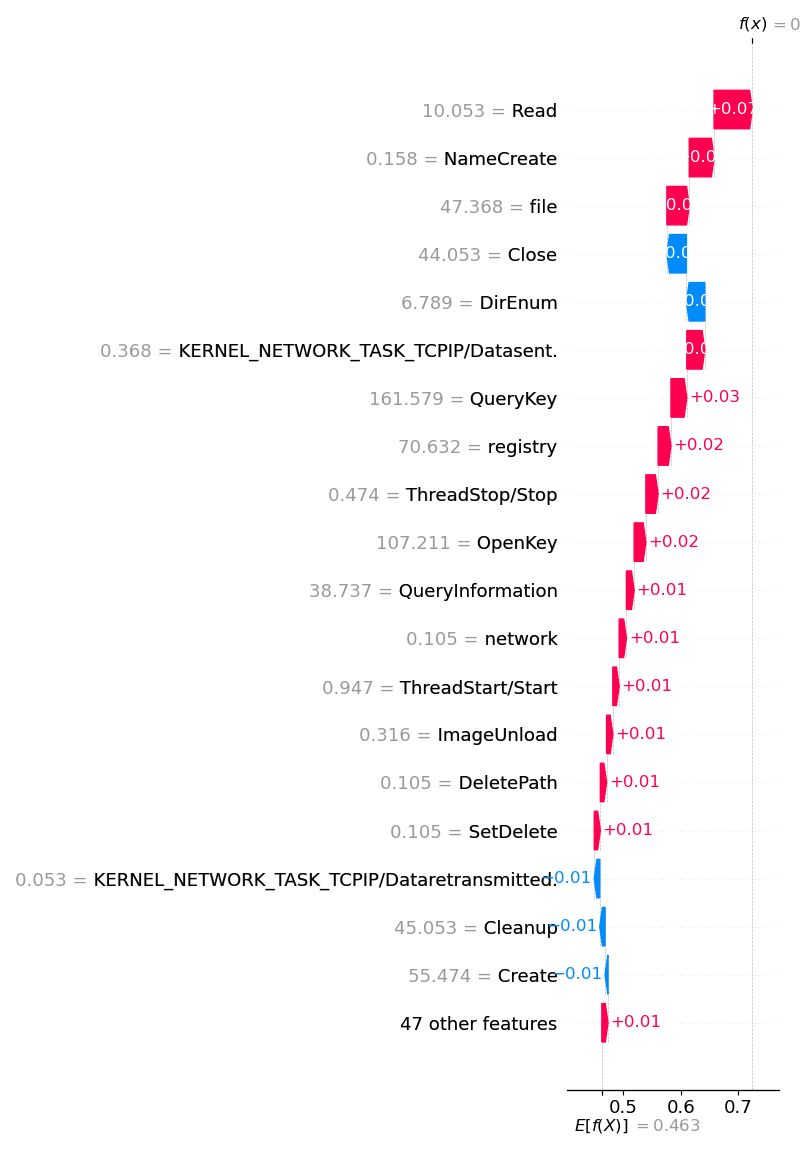 f(x) = 0
10.053 = Read +0.07
0.158 = NameCreate
47.368 = file
44.053 = Close
6.789 = DirEnum
0.368 = KERNEL_NETWORK_TASK_TCPIP/Datasent.
161.579 = QueryKey +0.03
70.632 = registry +0.02
0.474 = ThreadStop/Stop +0.02
107.211 = OpenKey +0.02
38.737 = QueryInformation +0.01
0.105 = network +0.01
0.947 = ThreadStart/Start +0.01
0.316 = ImageUnload +0.01
0.105 = DeletePath +0.01
0.105 = SetDelete +0.01
0.053 = KERNEL_NETWORK_TASK_TCPIP/Dataretransmitted. −0.01
45.053 = Cleanup −0.01
55.474 = Create −0.01
47 other features +0.01
0.5 0.6 0.7
E[f(X)] = 0.463